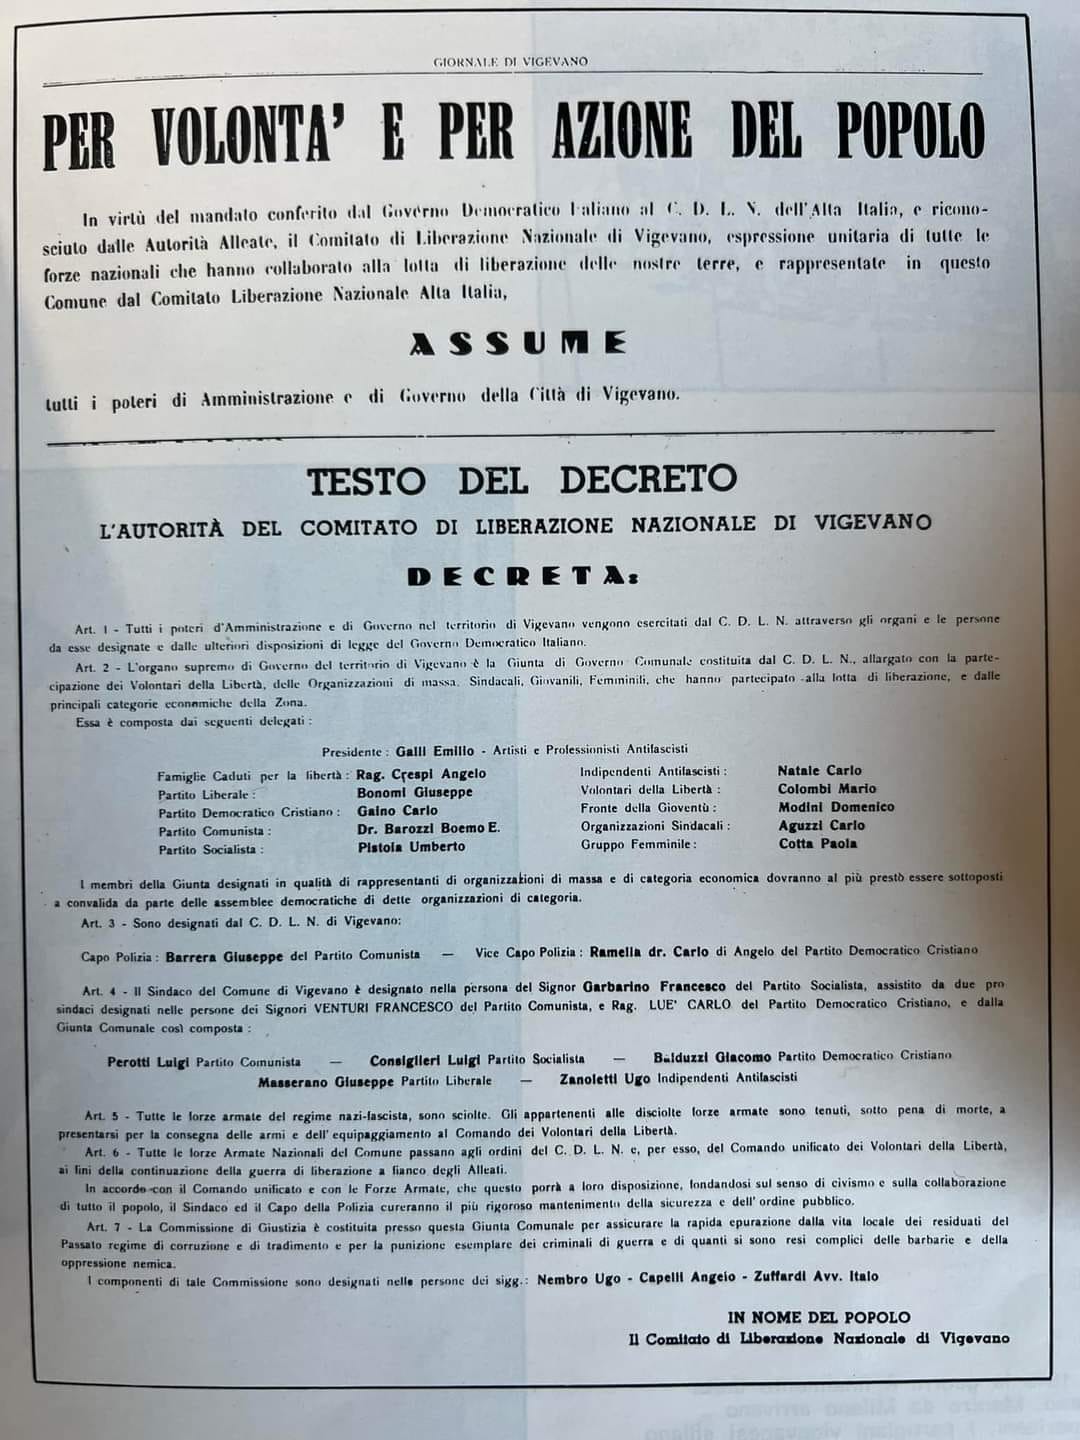 GIORNALE DI VIGEVANO
PER VOLONTA' E PER AZIONE DEL POPOLO
In virtù del mandato conferito dal Governo Democratico Italiano al C. D. L. N. dell'Alta Italia, e ricono-
sciuto dalle Autorità Alleate, il Comitato di Liberazione Nazionale di Vigevano, espressione unitaria di tutte le
forze nazionali che hanno collaborato alla lotta di liberazione delle nostre terre, e rappresentate in questo
Comune dal Comitato Liberazione Nazionale Alta Italia,
ASSUME
tutti i poteri di Amministrazione e di Governo della Città di Vigevano.
TESTO DEL DECRETO
L'AUTORITÀ DEL COMITATO DI LIBERAZIONE NAZIONALE DI VIGEVANO
DECRETA:
Art. 1 - Tutti i poteri d'Amministrazione e di Governo nel territorio di Vigevano vengono esercitati dal C. D. L. N. attraverso gli organi e le persone
da esse designate e dalle ulteriori disposizioni di legge del Governo Democratico Italiano.
Art. 2 - L'organo supremo di Governo del territorio di Vigevano è la Giunta di Governo Comunale costituita dal C. D. L. N., allargato con la parte-
cipazione dei Volontari della Libertà, delle Organizzazioni di massa. Sindacali, Giovanili, Femminili, che hanno partecipato alla lotta di liberazione, e dalle
principali categorie economiche della Zona.
Essa è composta dai seguenti delegati :
Presidente : Galli Emilio - Artisti e Professionisti Antifascisti
Famiglie Caduti per la libertà : Rag. Crespi Angelo
Partito Liberale : Bonomi Giuseppe
Partito Democratico Cristiano : Gaino Carlo
Partito Comunista : Dr. Barozzi Boemo E.
Partito Socialista : Pistoia Umberto
Indipendenti Antifascisti : Natale Carlo
Volontari della Libertà : Colombi Mario
Fronte della Gioventù : Modini Domenico
Organizzazioni Sindacali : Aguzzi Carlo
Gruppo Femminile : Cotta Paola
I membri della Giunta designati in qualità di rappresentanti di organizzazioni di massa e di categoria economica dovranno al più presto essere sottoposti
a convalida da parte delle assemblee democratiche di dette organizzazioni di categoria.
Art. 3 - Sono designati dal C. D. L. N. di Vigevano:
Capo Polizia : Barrera Giuseppe del Partito Comunista — Vice Capo Polizia : Ramella dr. Carlo di Angelo del Partito Democratico Cristiano
Art. 4 - Il Sindaco del Comune di Vigevano è designato nella persona del Signor Garbarino Francesco del Partito Socialista, assistito da due pro
sindaci designati nelle persone dei Signori VENTURI FRANCESCO del Partito Comunista, e Rag. LUE' CARLO del Partito Democratico Cristiano, e dalla
Giunta Comunale così composta :
Perotti Luigi Partito Comunista — Consiglieri Luigi Partito Socialista — Balduzzi Giacomo Partito Democratico Cristiano
Masserano Giuseppe Partito Liberale — Zanoletti Ugo Indipendenti Antifascisti
Art. 5 - Tutte le forze armate del regime nazi-fascista, sono sciolte. Gli appartenenti alle disciolte forze armate sono tenuti, sotto pena di morte, a
presentarsi per la consegna delle armi e dell'equipaggiamento al Comando dei Volontari della Libertà.
Art. 6 - Tutte le forze Armate Nazionali del Comune passano agli ordini del C. D. L. N. e, per esso, del Comando unificato dei Volontari della Libertà,
ai fini della continuazione della guerra di liberazione a fianco degli Alleati.
In accordo con il Comando unificato e con le Forze Armate, che questo porrà a loro disposizione, fondandosi sul senso di civismo e sulla collaborazione
di tutto il popolo, il Sindaco ed il Capo della Polizia cureranno il più rigoroso mantenimento della sicurezza e dell'ordine pubblico.
Art. 7 - La Commissione di Giustizia è costituita presso questa Giunta Comunale per assicurare la rapida epurazione dalla vita locale dei residuati del
Passato regime di corruzione e di tradimento e per la punizione esemplare dei criminali di guerra e di quanti si sono resi complici delle barbarie e della
oppressione nemica.
I componenti di tale Commissione sono designati nelle persone dei sigg.: Nembro Ugo - Capelli Angelo - Zuffardi Avv. Italo
IN NOME DEL POPOLO
Il Comitato di Liberazione Nazionale di Vigevano